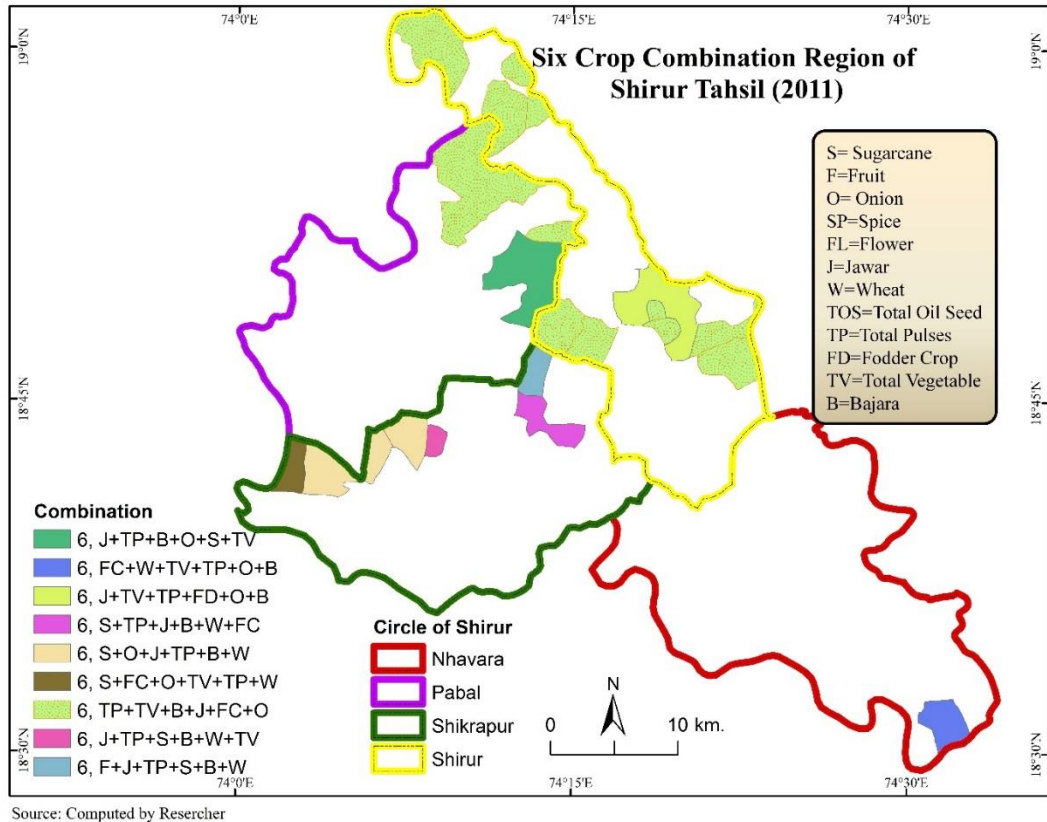 74°0'E
74°15'E
74°30'E
19°0'N
19°0'N
Six Crop Combination Region of
Shirur Tahsil (2011)
S= Sugarcane
F=Fruit
O= Onion
SP=Spice
FL=Flower
J=Jawar
W=Wheat
TOS=Total Oil Seed
TP=Total Pulses
FD=Fodder Crop
TV=Total Vegetable
B=Bajara
18°45'N
18°45'N
Combination
6, J+TP+B+O+S+TV
6, FC+W+TV+TP+O+B
6, J+TV+TP+FD+O+B
6, S+TP+J+B+W+FC
6, S+O+J+TP+B+W
6, S+FC+O+TV+TP+W
6, TP+TV+B+J+FC+O
6, J+TP+S+B+W+TV
6, F+J+TP+S+B+W
Circle of Shirur
Nhavara
Pabal
Shikrapur
Shirur
N
0 10 km.
18°30'N
18°30'N
74°0'E
74°15'E
74°30'E
Source: Computed by Resercher